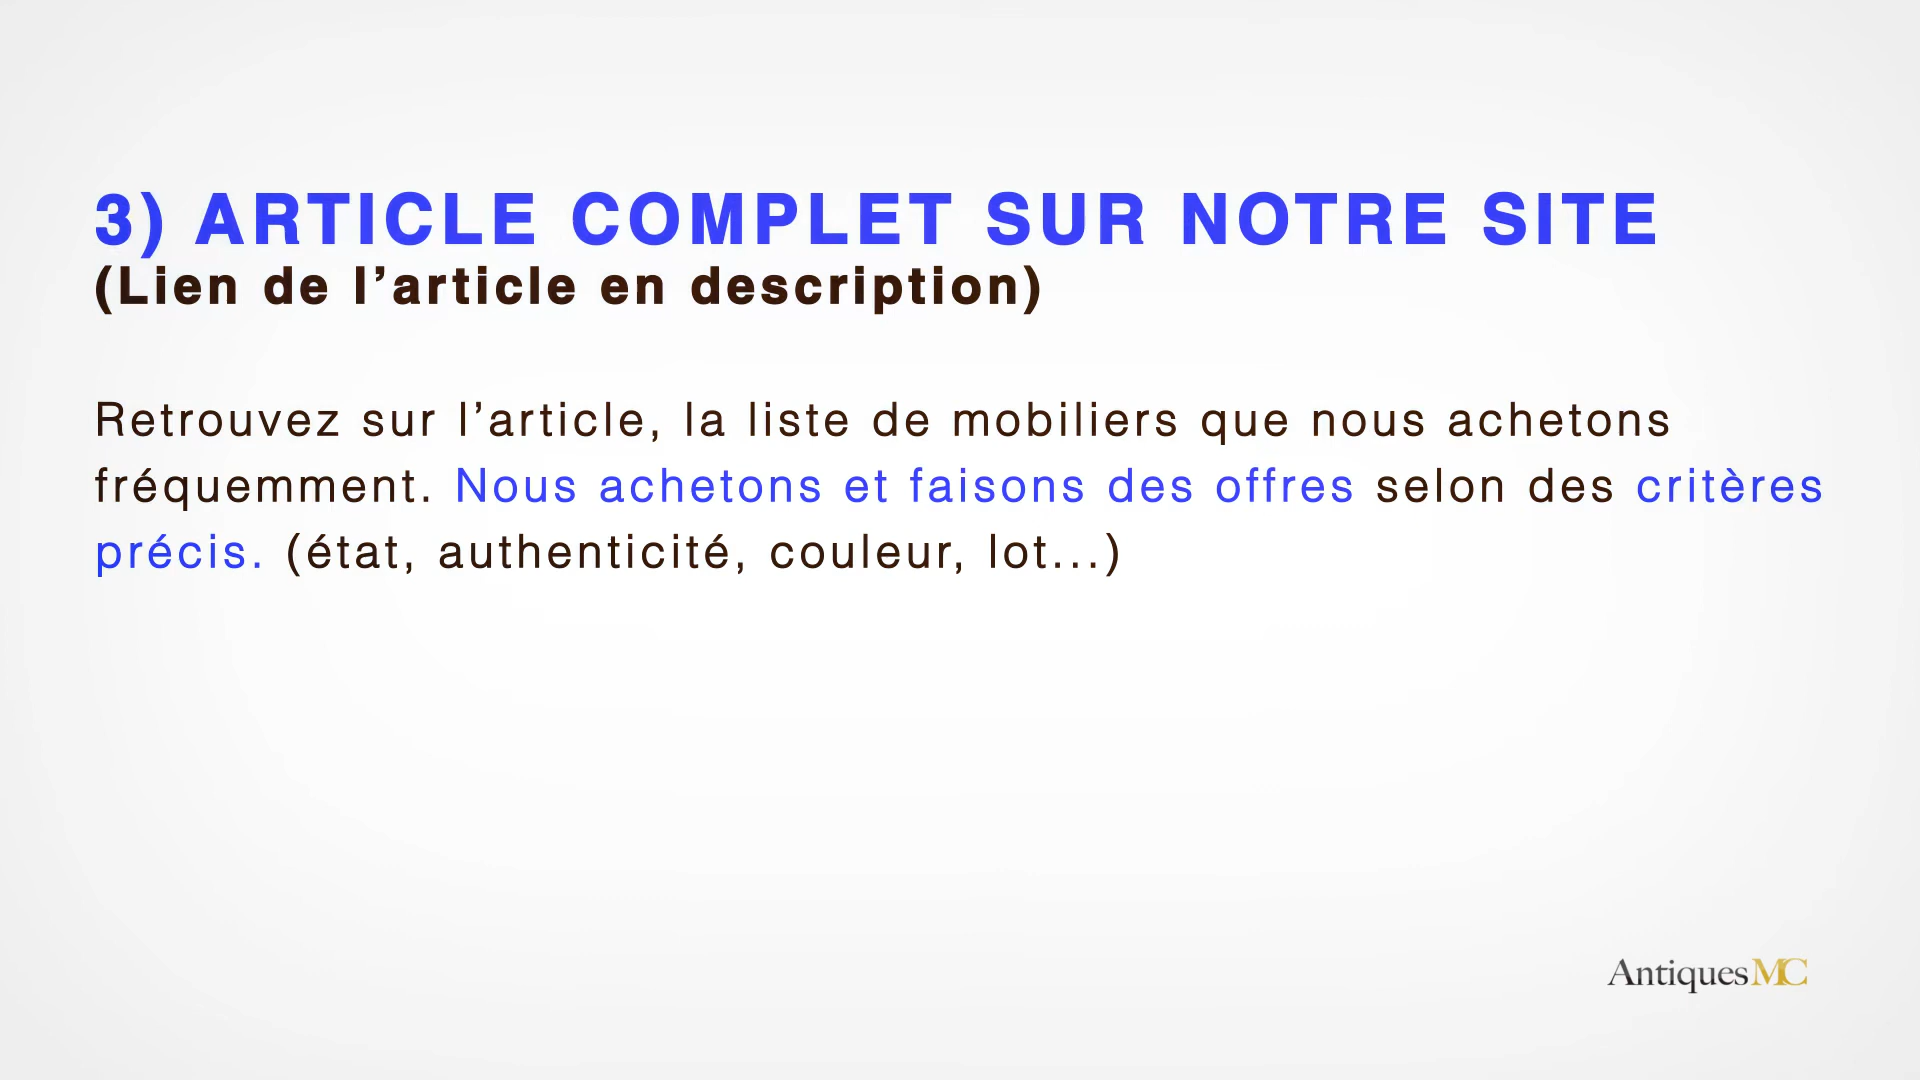 3) ARTICLE COMPLET SUR NOTRE SITE
(Lien de l’article en description)
Retrouvez sur l’article, la liste de mobiliers que nous achetons
fréquemment. Nous achetons et faisons des offres selon des critères
précis. (état, authenticité, couleur, lot...)
AntiquesMC